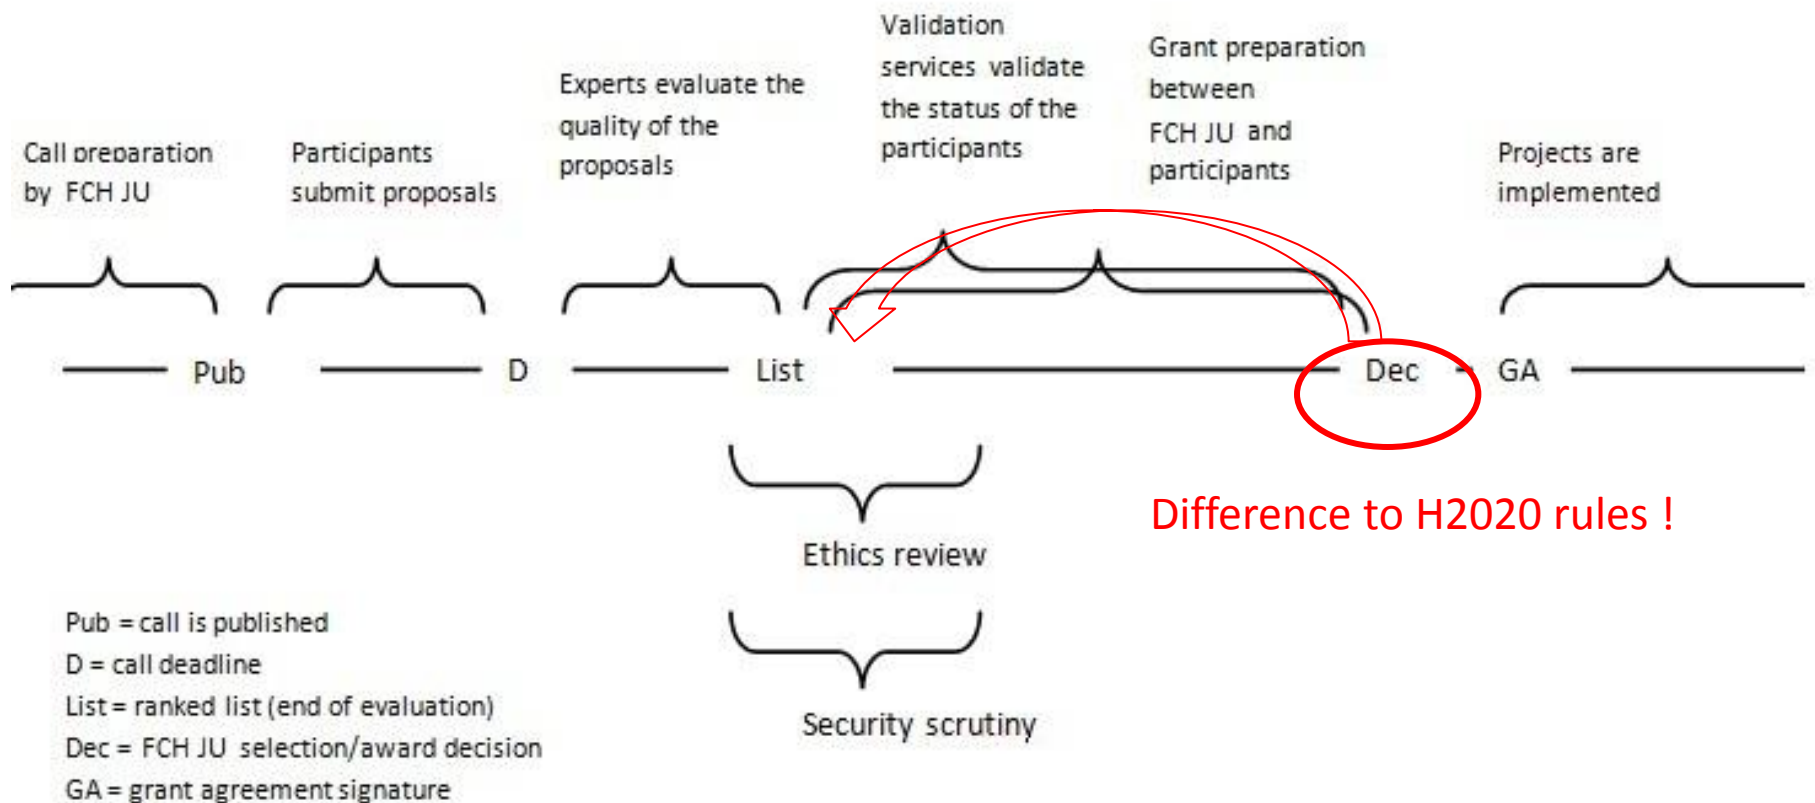 Call preparation
by FCH JU
Participants
submit proposals
Experts evaluate the
quality of the
proposals
Validation
services validate
the status of the
participants
Grant preparation
between
FCH JU and
participants
Projects are
implemented
Pub
D
List
Dec
GA
Difference to H2020 rules !
Ethics review
Security scrutiny
Pub = call is published
D = call deadline
List = ranked list (end of evaluation)
Dec = FCH JU selection/award decision
GA = grant agreement signature